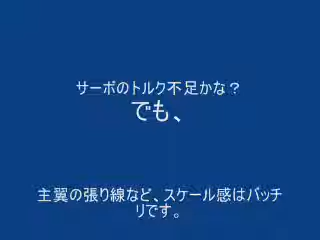 サーボのトルク不足かな？
でも、
主翼の張り線など、スケール感はバッチ
リです。